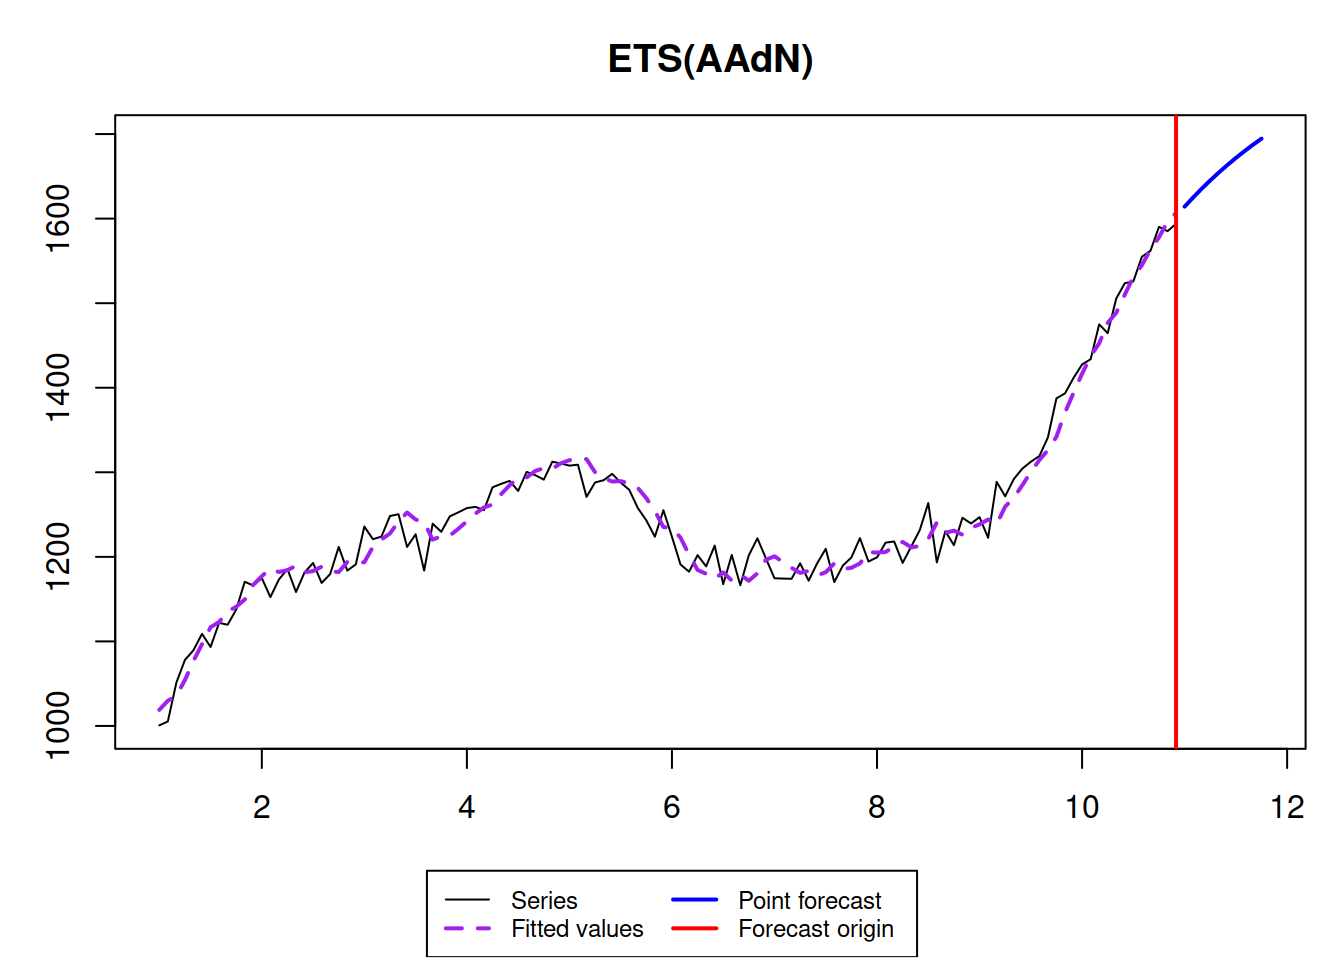 ETS(AAdN)
1600
1400
1200
1000
2 4 6 8 10 12
Series Point forecast
Fitted values Forecast origin